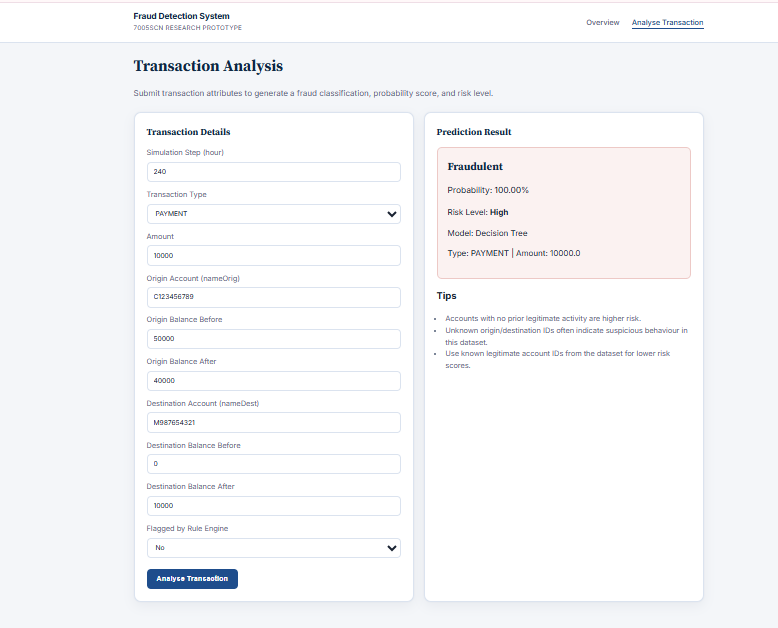 Fraud Detection System
7005SCN RESEARCH PROTOTYPE
Overview
Analyse Transaction
Transaction Analysis
Submit transaction attributes to generate a fraud classification, probability score, and risk level.
Transaction Details
Simulation Step (hour)
240
Transaction Type
PAYMENT
Amount
10000
Origin Account (nameOrig)
C123456789
Origin Balance Before
50000
Origin Balance After
40000
Destination Account (nameDest)
M987654321
Destination Balance Before
0
Destination Balance After
10000
Flagged by Rule Engine
No
Analyse Transaction
Prediction Result
Fraudulent
Probability: 100.00%
Risk Level: High
Model: Decision Tree
Type: PAYMENT | Amount: 10000.0
Tips
Accounts with no prior legitimate activity are higher risk.
Unknown origin/destination IDs often indicate suspicious behaviour in
this dataset.
Use known legitimate account IDs from the dataset for lower risk
scores.